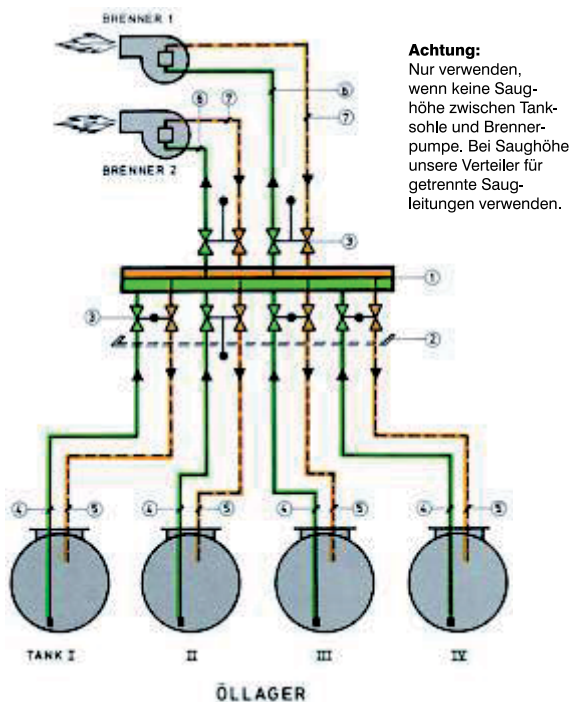 BRENNER 1
Achtung:
Nur verwenden,
wenn keine Saug-
höhe zwischen Tank-
sohle und Brenner-
pumpe. Bei Saughöhe
unsere Verteiler für
getrennte Saug-
leitungen verwenden.
6
7
6
7
BRENNER 2
3
1
3
2
4
5
4
5
4
5
4
5
TANK I
II
III
IV
ÖLLAGER